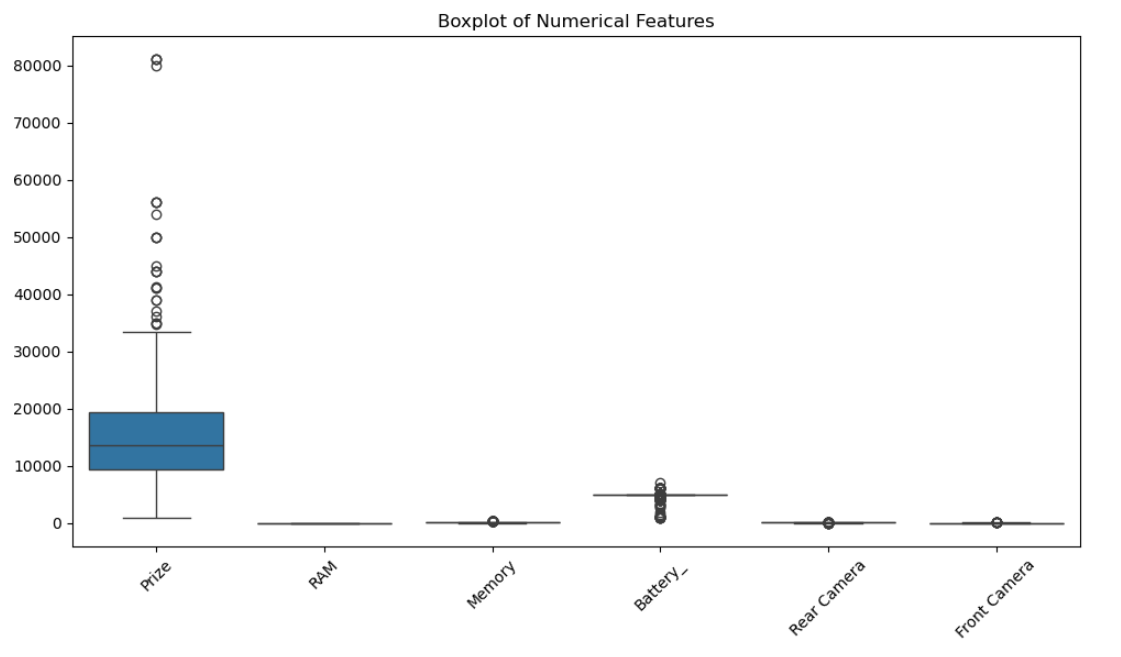 Boxplot of Numerical Features
80000
70000
60000
50000
40000
30000
20000
10000
0
Prize
RAM
Memory
Battery_
Rear Camera
Front Camera